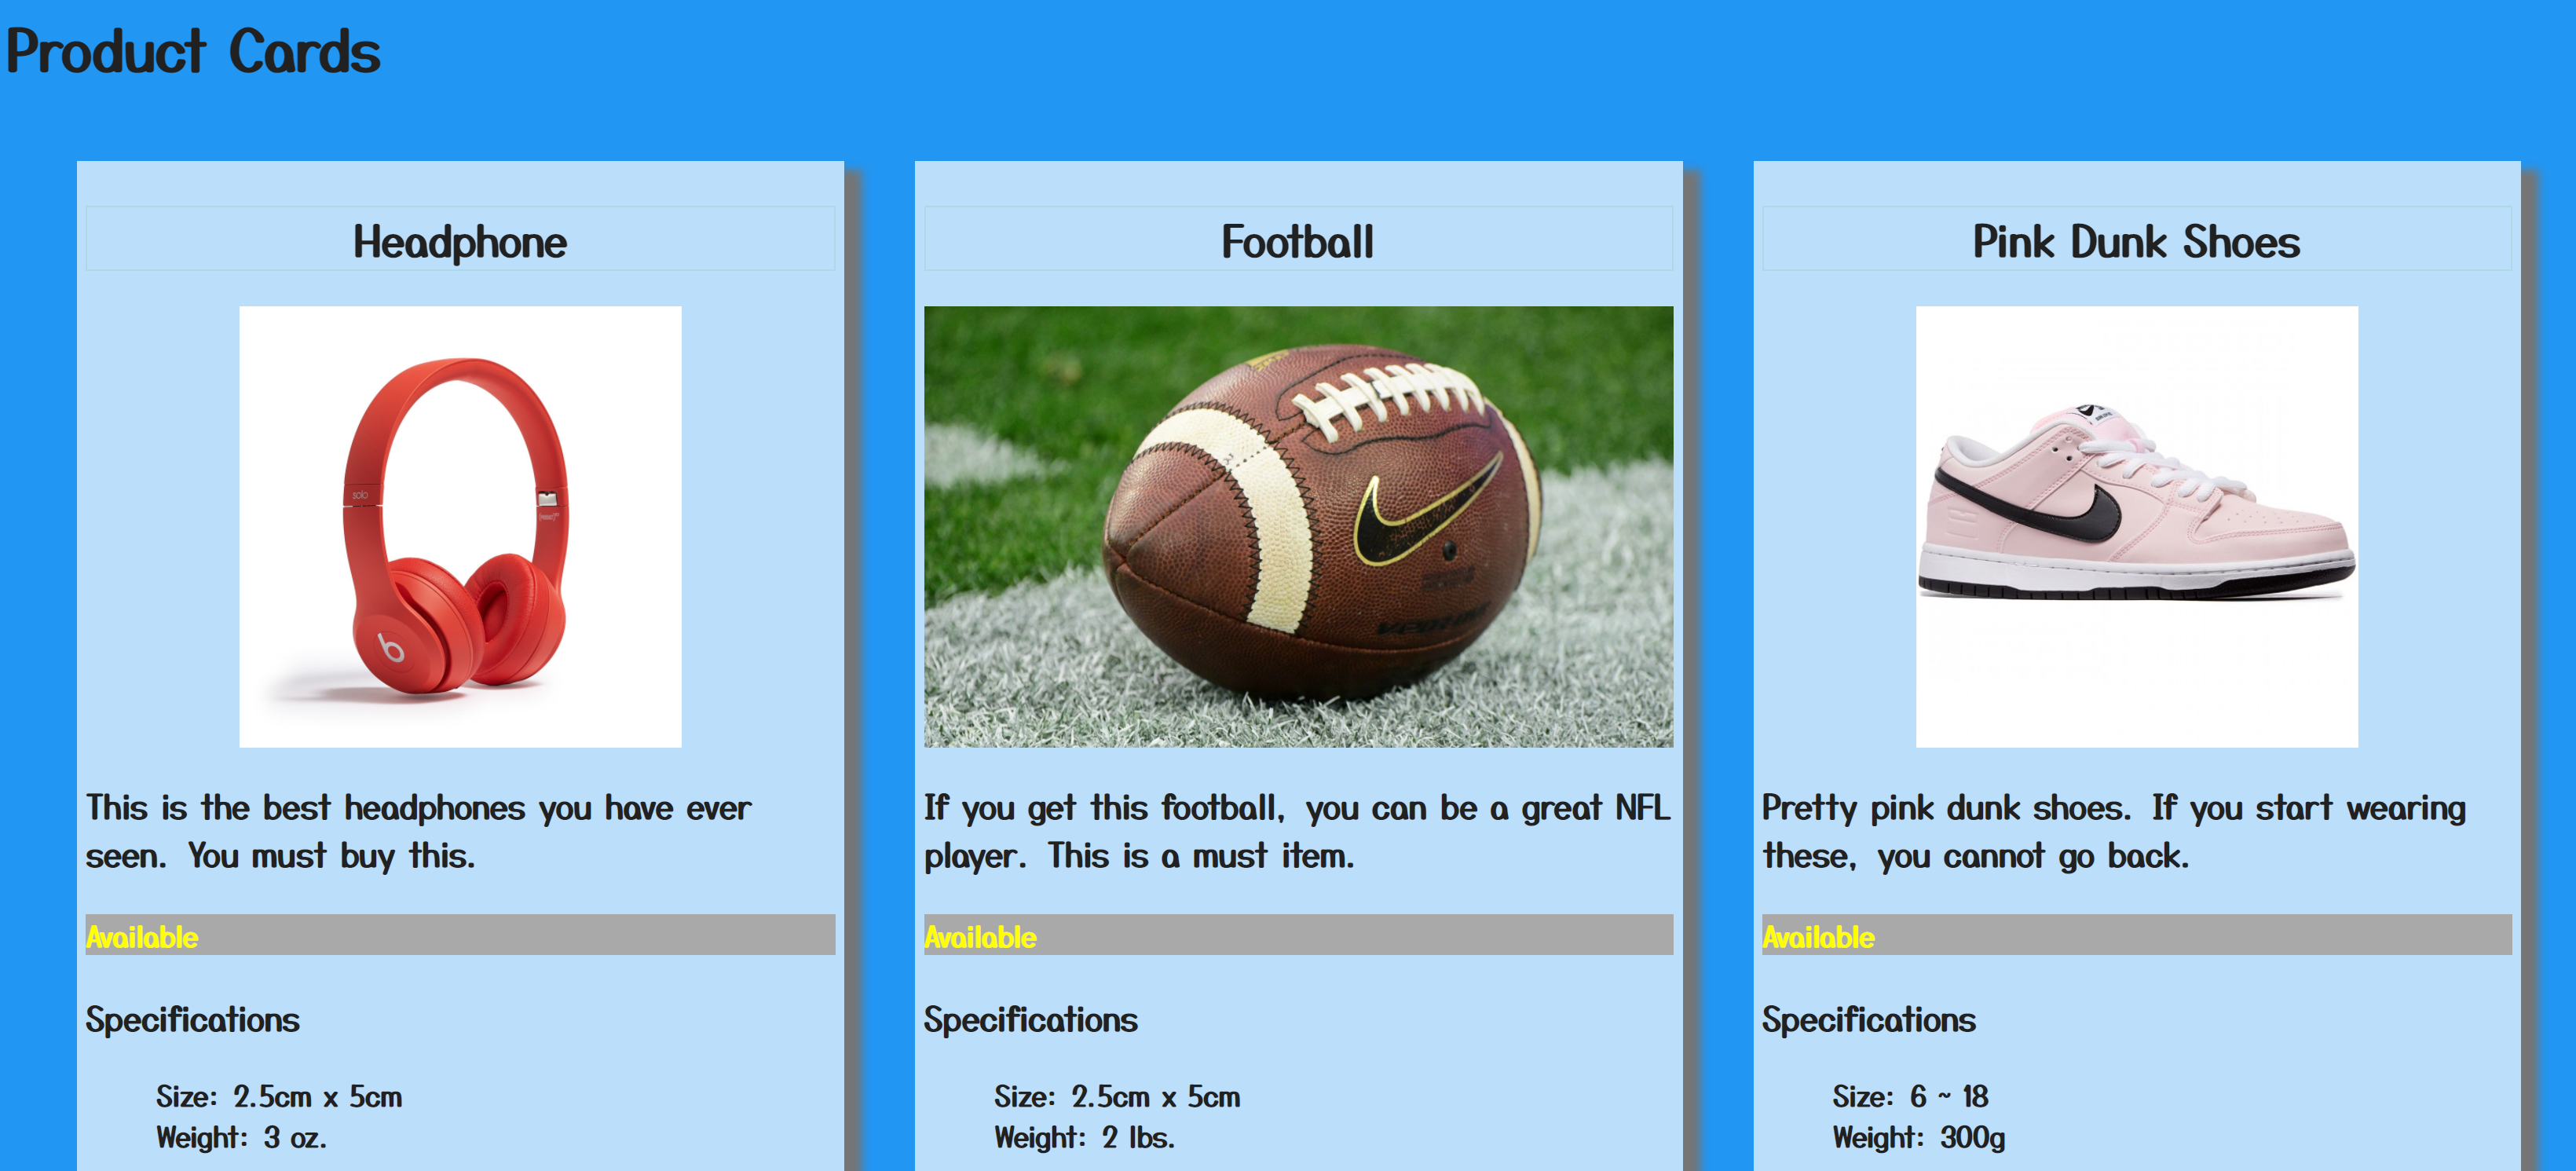 Product Cards
Headphone
solo
b
This is the best headphones you have ever
seen. You must buy this.
Available
Specifications
Size: 2.5cm x 5cm
Weight: 3 oz.
Football
If you get this football, you can be a great NFL
player. This is a must item.
Available
Specifications
Size: 2.5cm x 5cm
Weight: 2 lbs.
Pink Dunk Shoes
Pretty pink dunk shoes. If you start wearing
these, you cannot go back.
Available
Specifications
Size: 6 ~ 18
Weight: 300g